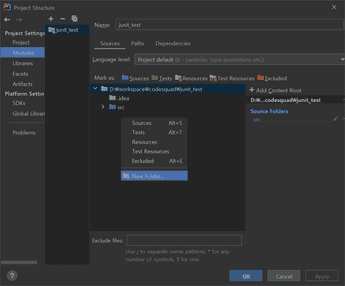 Project Structure
Name: junit_test
junit_test
Project Settings
Project
Modules
Libraries
Facets
Artifacts
Platform Settings
SDKs
Global Libraries
Problems
Sources Paths Dependencies
Language level: Project default (8 - Lambdas, type annotations etc.)
Mark as: Sources Tests Resources Test Resources Excluded
D:₩workspace₩codesquad₩junit_test
.idea
src
+ Add Content Root
D:₩...codesquad₩junit_test
Source Folders
src
Sources Alt+S
Tests Alt+T
Resources
Test Resources
Excluded Alt+E
New Folder...
Exclude files:
Use ; to separate name patterns, * for any
number of symbols, ? for one.
? OK Cancel Apply